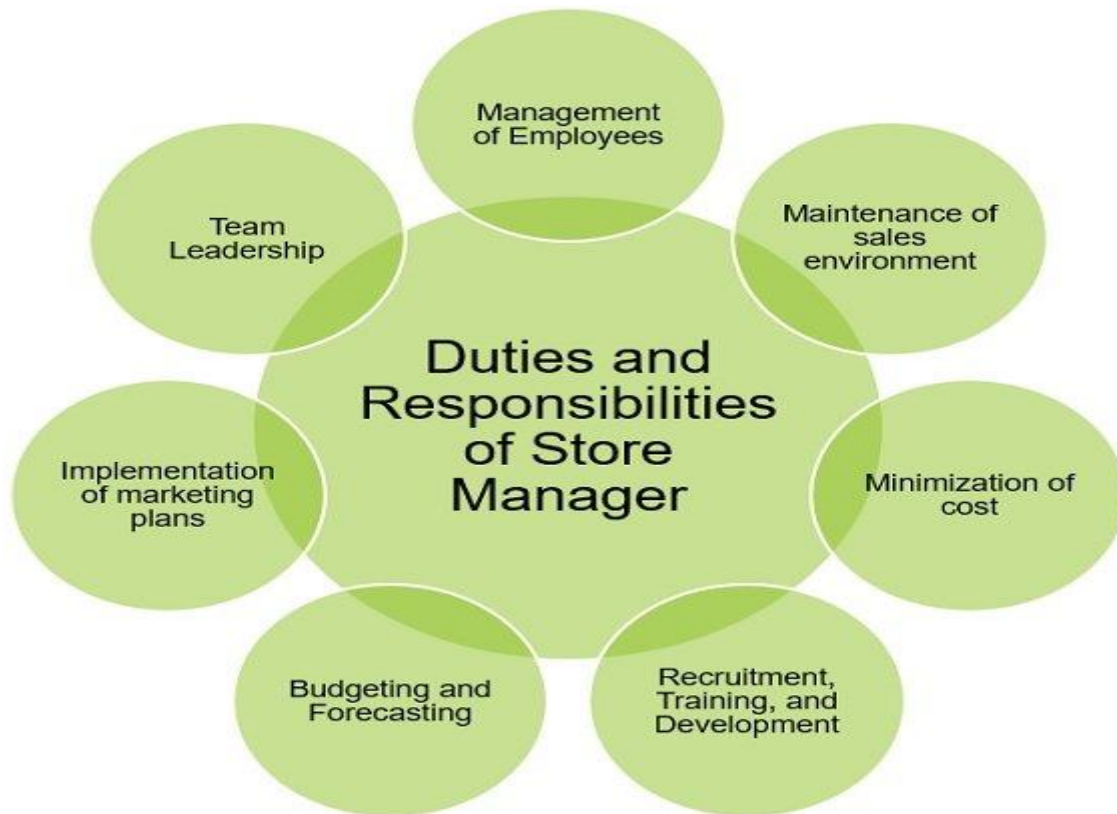 Management
of Employees
Maintenance of
sales
environment
Minimization of
cost
Recruitment,
Training, and
Development
Budgeting and
Forecasting
Implementation
of marketing
plans
Team
Leadership
Duties and
Responsibilities
of Store
Manager